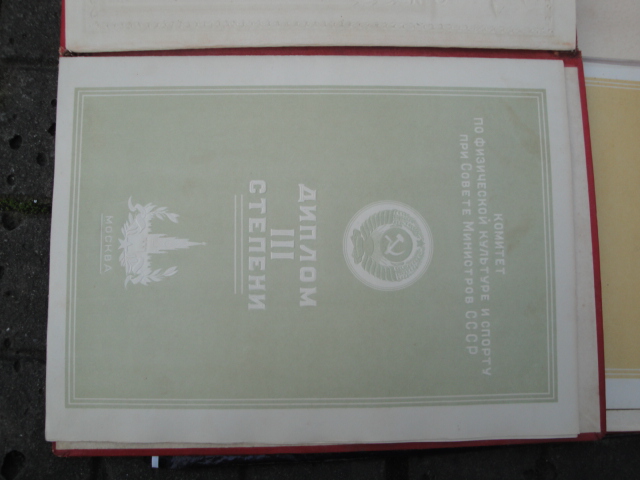 КОМИТЕТ
ПО ФИЗИЧЕСКОЙ КУЛЬТУРЕ И СПОРТУ
ПРИ СОВЕТЕ МИНИСТРОВ СССР
ДИПЛОМ
III
СТЕПЕНИ
МОСКВА